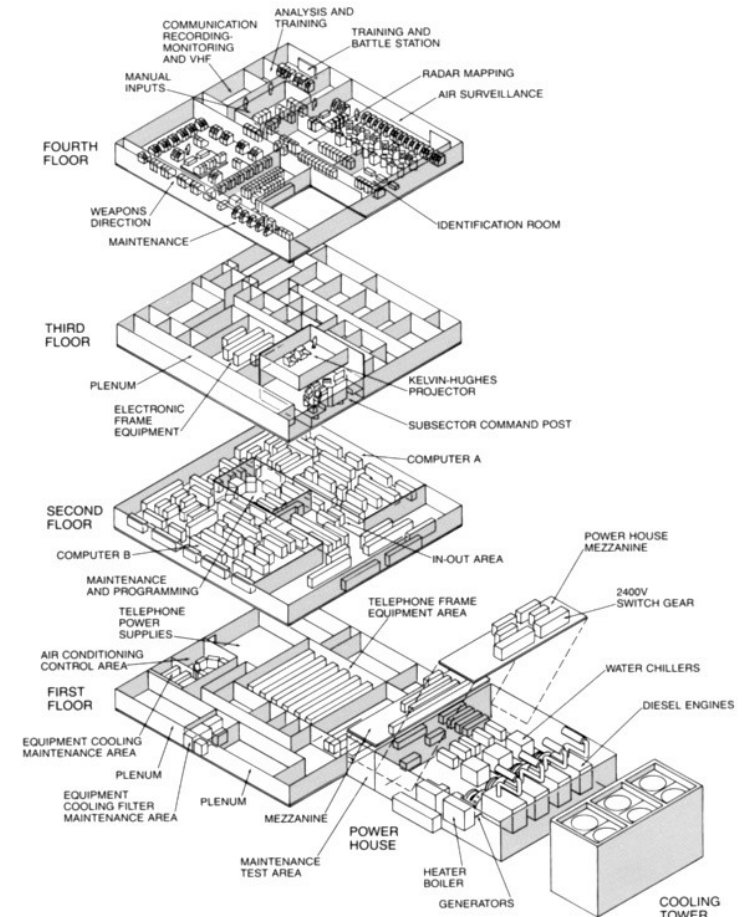 COMMUNICATION
RECORDING-
MONITORING
AND VHF
ANALYSIS AND
TRAINING
TRAINING AND
BATTLE STATION
MANUAL
INPUTS
RADAR MAPPING
AIR SURVEILLANCE
FOURTH
FLOOR
WEAPONS
DIRECTION
MAINTENANCE
IDENTIFICATION ROOM
THIRD
FLOOR
PLENUM
ELECTRONIC
FRAME
EQUIPMENT
KELVIN-HUGHES
PROJECTOR
SUBSECTOR COMMAND POST
COMPUTER A
SECOND
FLOOR
COMPUTER B
IN-OUT AREA
MAINTENANCE
AND PROGRAMMING
POWER HOUSE
MEZZANINE
2400V
SWITCH GEAR
TELEPHONE
POWER
SUPPLIES
TELEPHONE FRAME
EQUIPMENT AREA
AIR CONDITIONING
CONTROL AREA
FIRST
FLOOR
WATER CHILLERS
DIESEL ENGINES
EQUIPMENT COOLING
MAINTENANCE AREA
PLENUM
EQUIPMENT
COOLING FILTER
MAINTENANCE AREA
PLENUM
MEZZANINE
POWER
HOUSE
MAINTENANCE
TEST AREA
HEATER
BOILER
GENERATORS
COOLING
TOWER